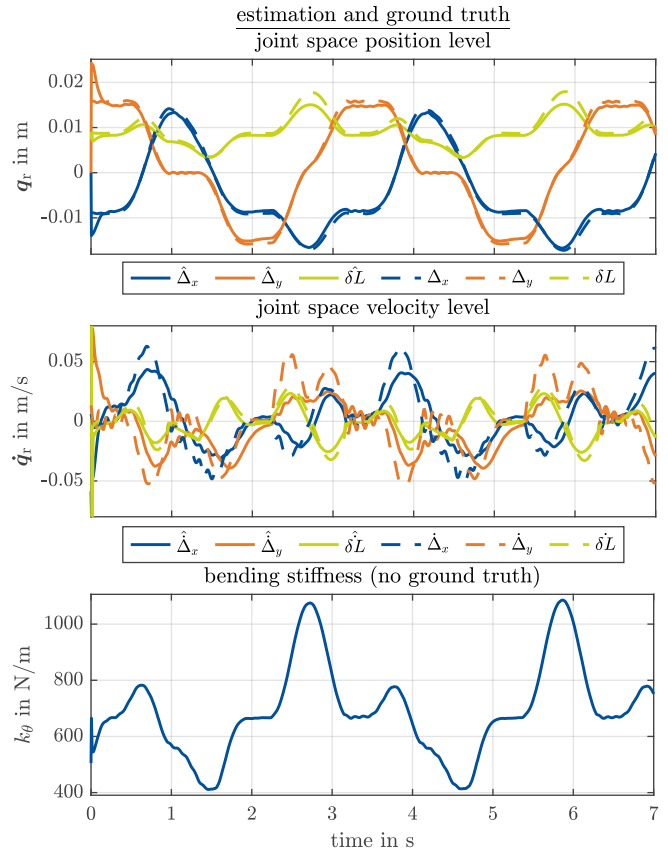 estimation and ground truth
joint space position level
0.02
0.01
0
-0.01
q_r in m
Δ̂_x Δ̂_y δL̂ Δ_x Δ_y δL
joint space velocity level
0.05
0
-0.05
q̇_r in m/s
Δ̂̇_x Δ̂̇_y δL̂̇ Δ̇_x Δ̇_y δL̇
bending stiffness (no ground truth)
1000
800
600
400
k_θ in N/m
0 1 2 3 4 5 6 7
time in s